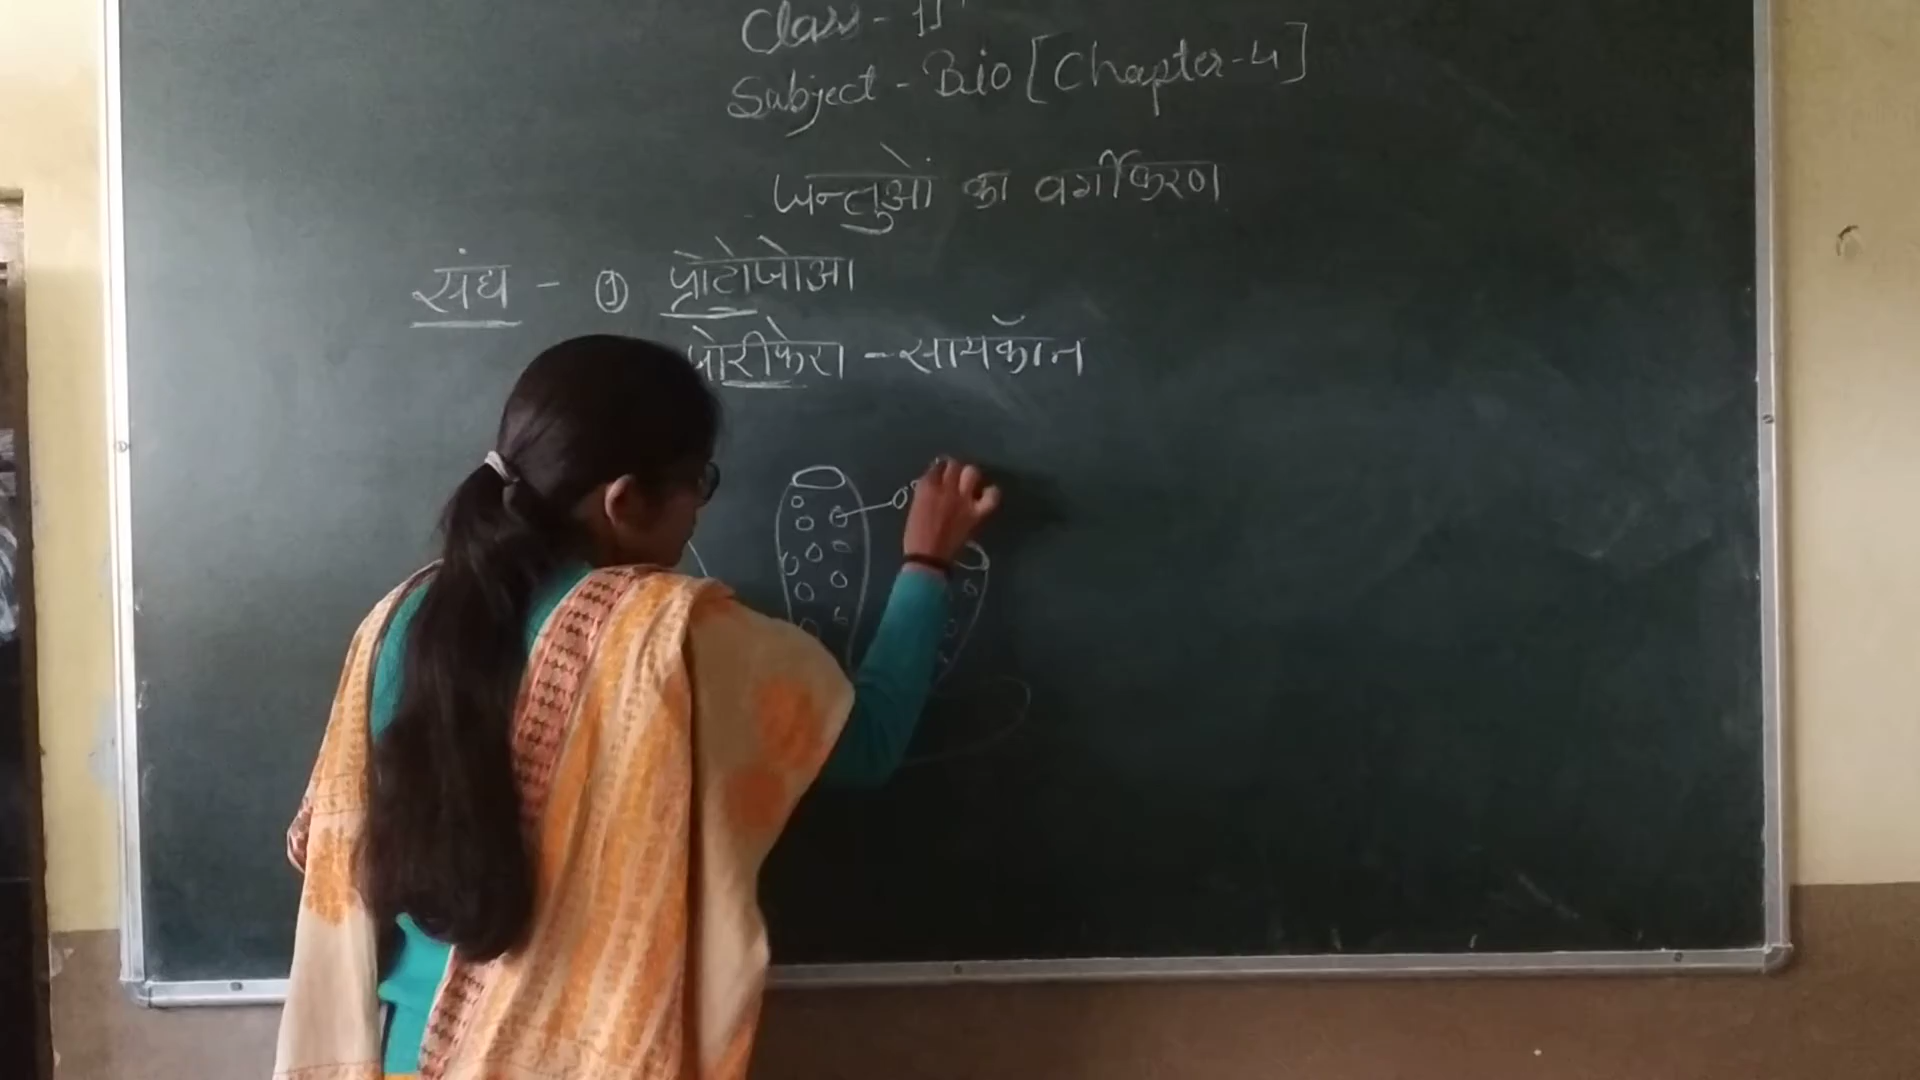 Class - 11
Subject - Bio [Chapter-4]
जन्तुओं का वर्गीकरण
संघ - ① प्रोटोजोआ
पोरीफेरा - सायकॉन